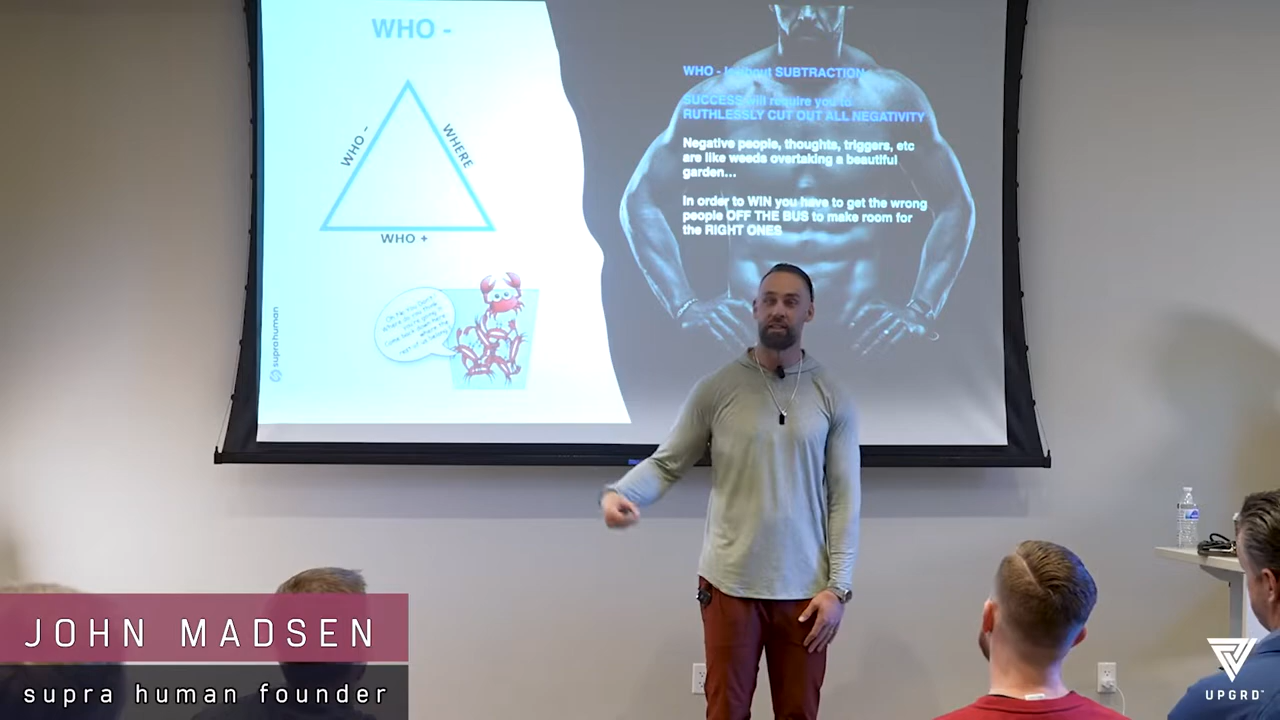 WHO -
WHO -
WHERE
WHO +
supra human
WHO - is about SUBTRACTION
SUCCESS will require you to
RUTHLESSLY CUT OUT ALL NEGATIVITY
Negative people, thoughts, triggers, etc
are like weeds overtaking a beautiful
garden...
In order to WIN you have to get the wrong
people OFF THE BUS to make room for
the RIGHT ONES
JOHN MADSEN
supra human founder
UPGRD